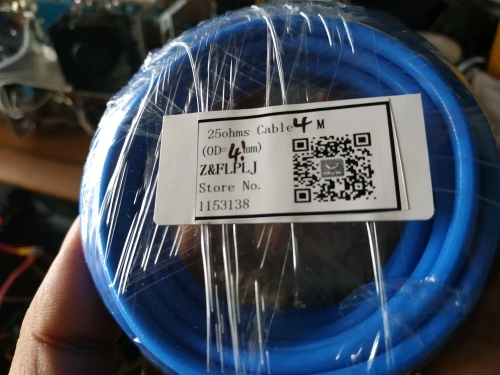 25ohms Cable 4 M
(OD=4.mm)
Z&FLPLJ
Store No.
1153138